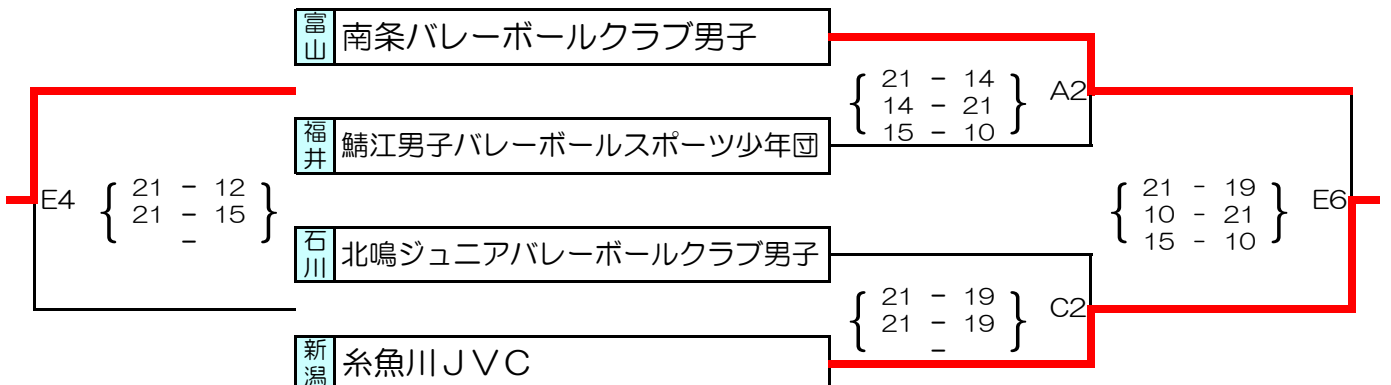 富山 南条バレーボールクラブ男子
21 - 14
14 - 21
15 - 10
A2
福井 鯖江男子バレーボールスポーツ少年団
E4
21 - 12
21 - 15
-
21 - 19
10 - 21
15 - 10
E6
石川 北鳴ジュニアバレーボールクラブ男子
21 - 19
21 - 19
-
C2
新潟 糸魚川JVC